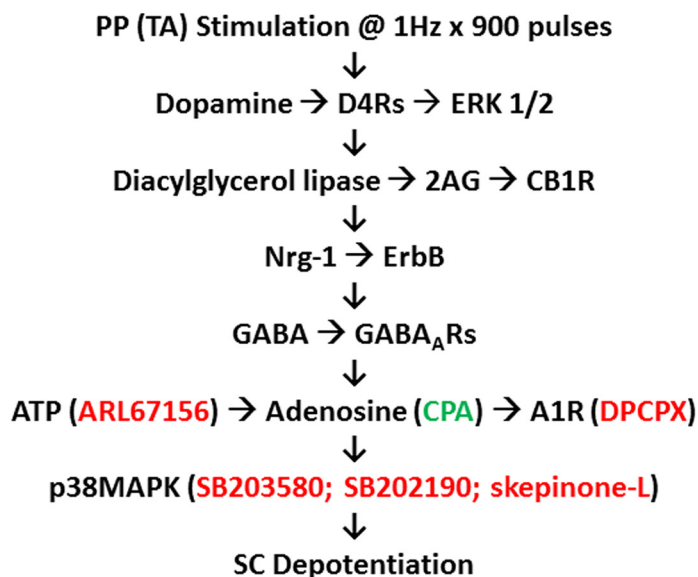 PP (TA) Stimulation @ 1Hz x 900 pulses
↓
Dopamine → D4Rs → ERK 1/2
↓
Diacylglycerol lipase → 2AG → CB1R
↓
Nrg-1 → ErbB
↓
GABA → GABA_ARs
↓
ATP (ARL67156) → Adenosine (CPA) → A1R (DPCPX)
↓
p38MAPK (SB203580; SB202190; skepinone-L)
↓
SC Depotentiation